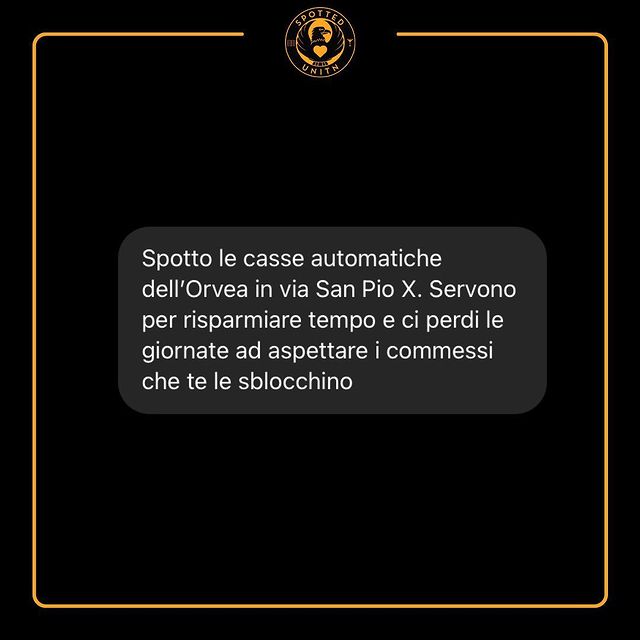 SPOTTED
UNITN
Spotto le casse automatiche
dell’Orvea in via San Pio X. Servono
per risparmiare tempo e ci perdi le
giornate ad aspettare i commessi
che te le sblocchino